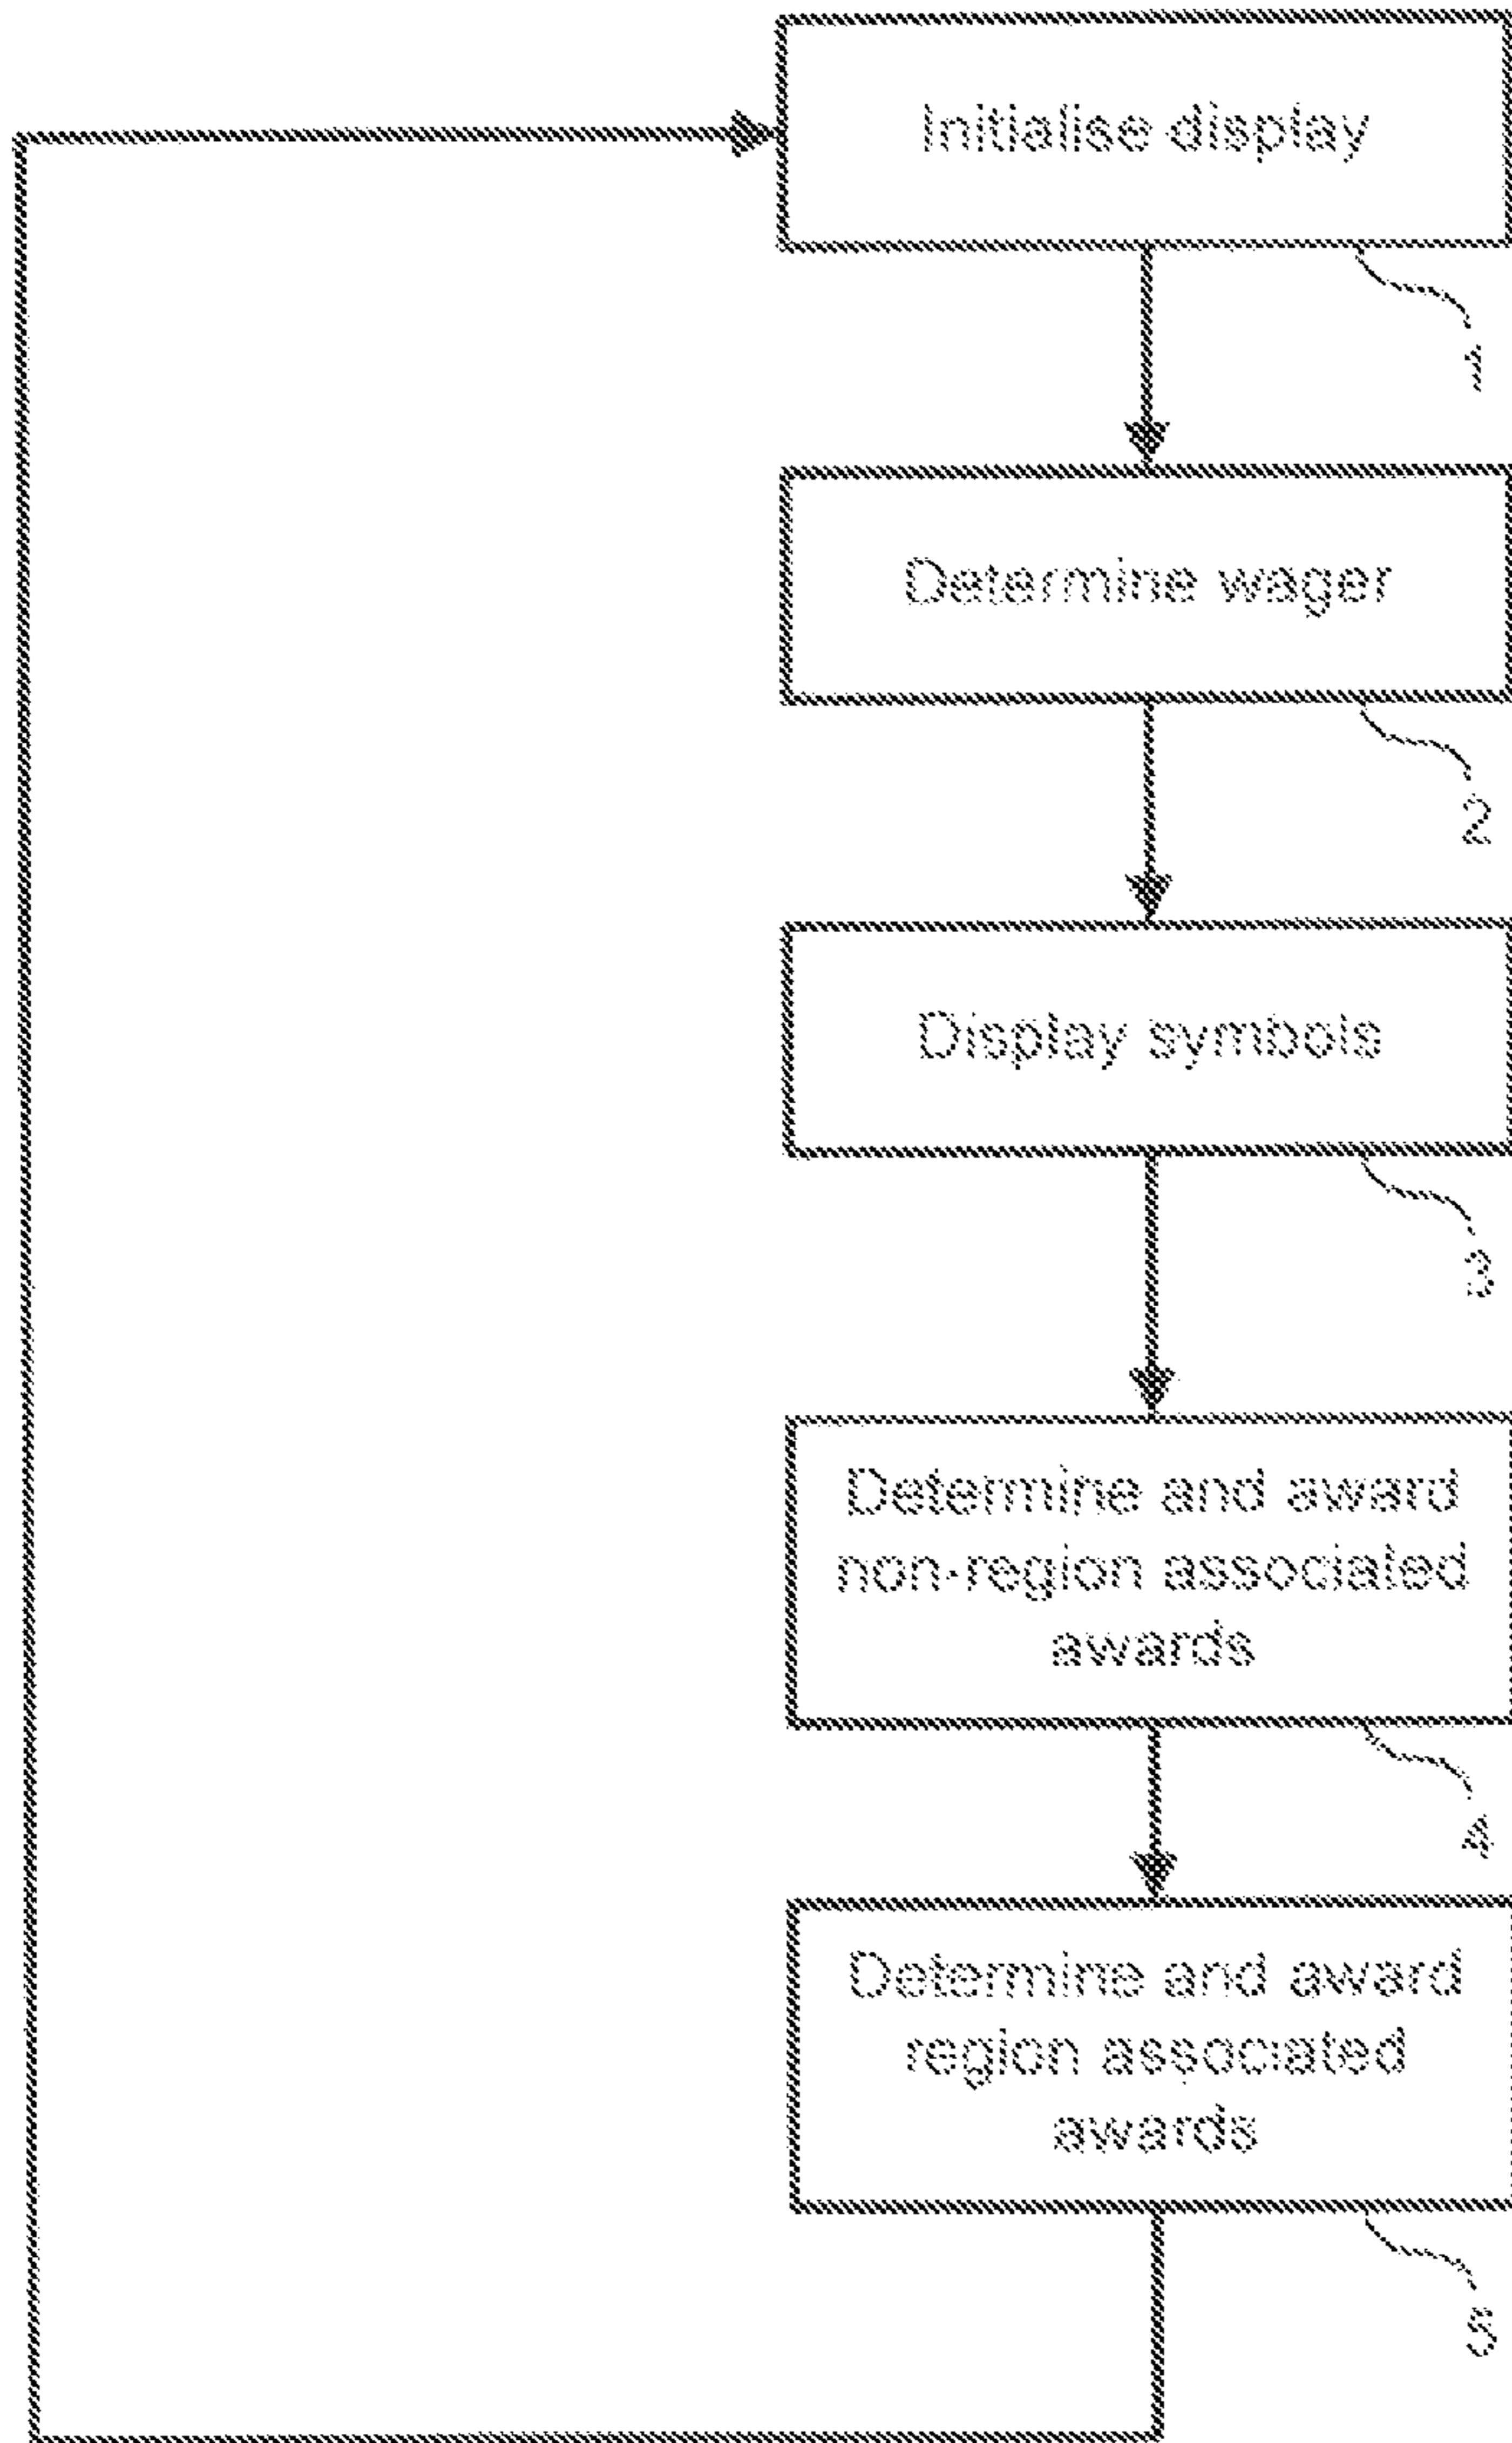 Initialise display
1
Determine wager
2
Display symbols
3
Determine and award
non-region associated
awards
4
Determine and award
region associated
awards
5